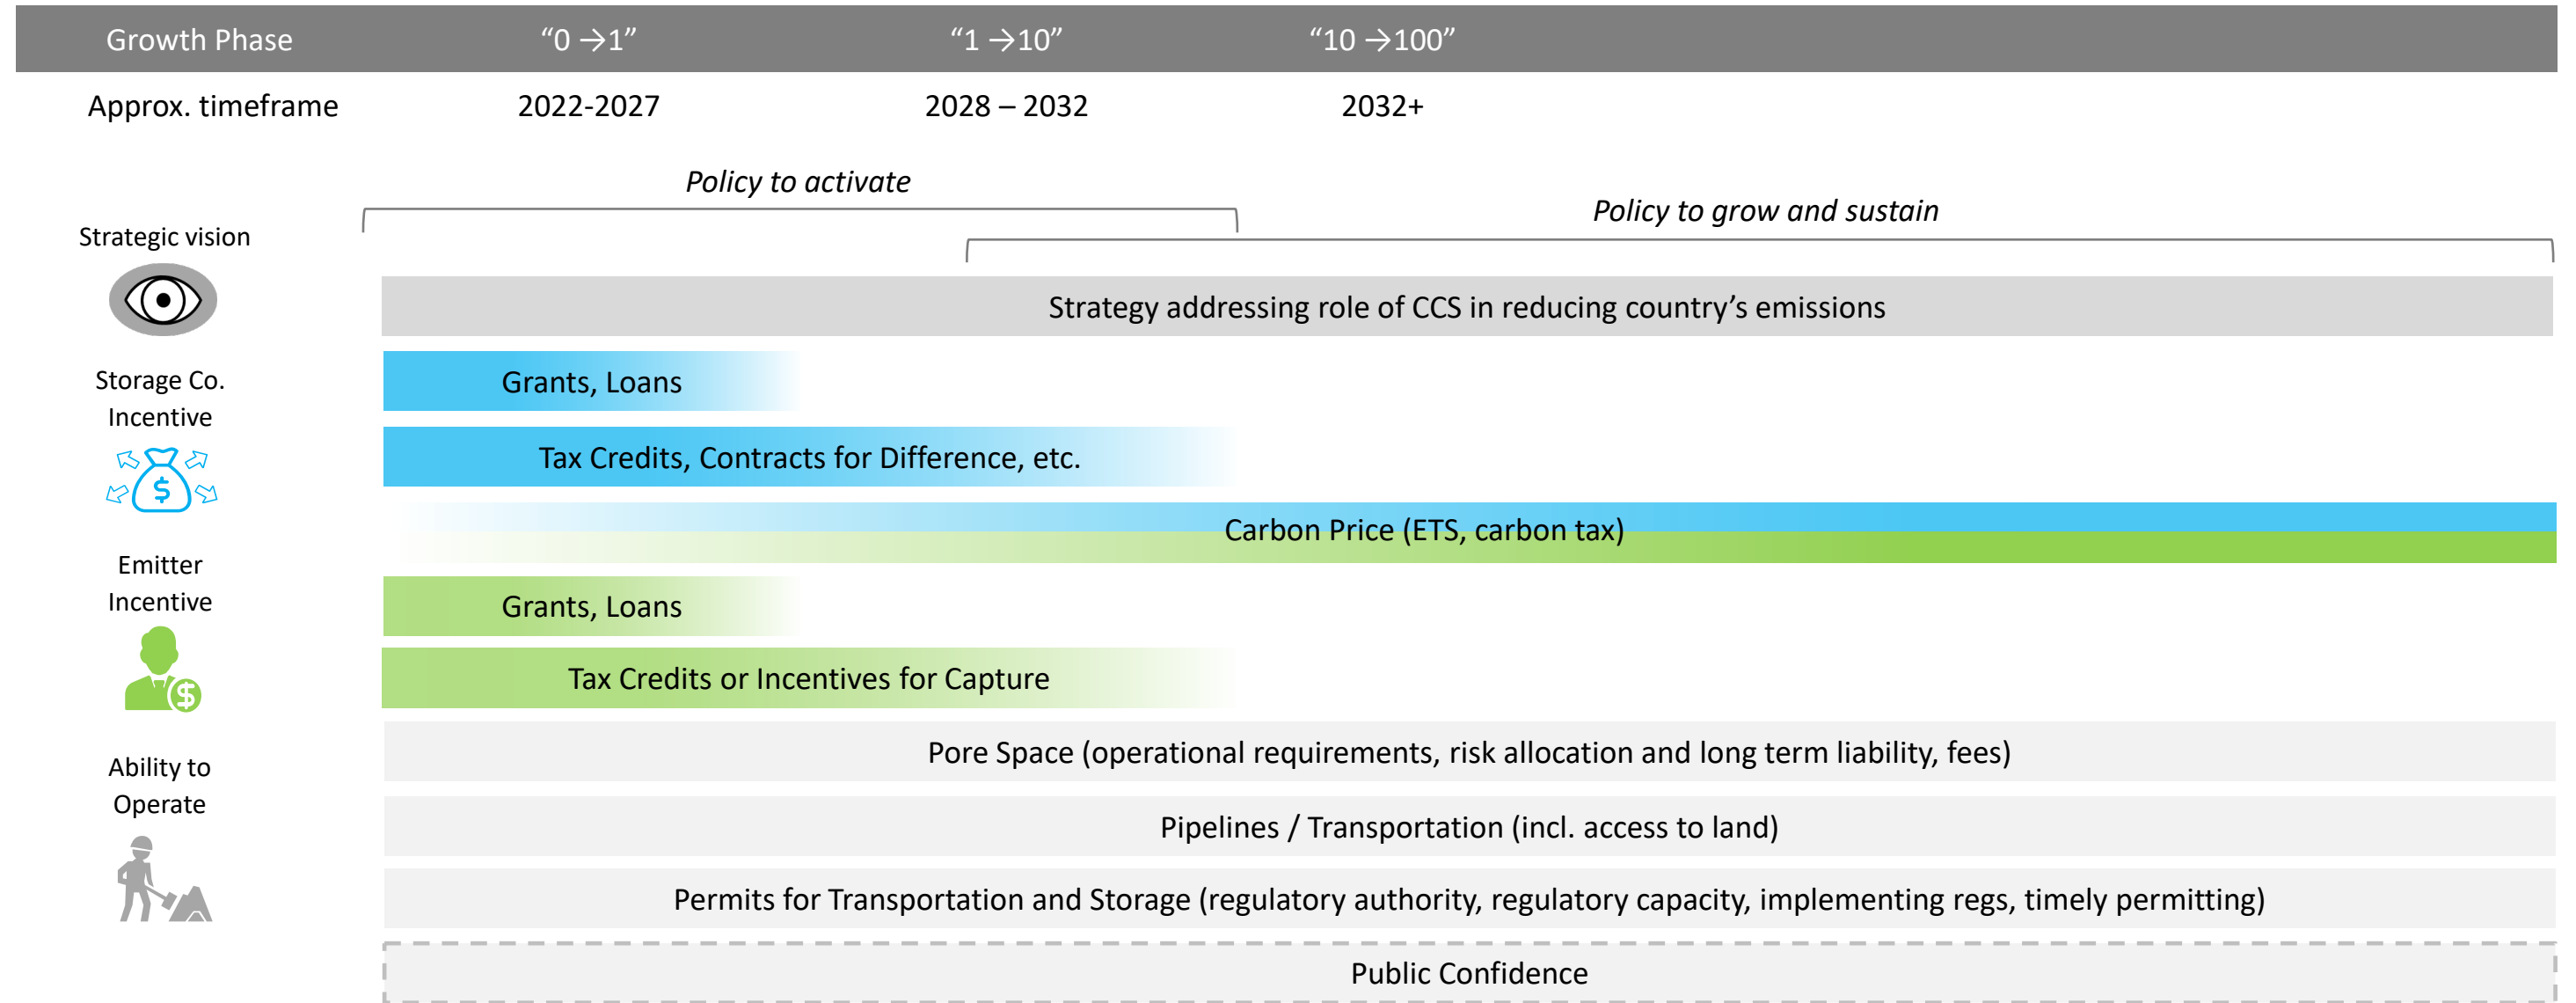 Growth Phase "0 →1" "1 →10" "10 →100"
Approx. timeframe 2022-2027 2028 – 2032 2032+
Policy to activate
Policy to grow and sustain
Strategic vision
Strategy addressing role of CCS in reducing country’s emissions
Storage Co.
Incentive
$
Grants, Loans
Tax Credits, Contracts for Difference, etc.
Carbon Price (ETS, carbon tax)
Emitter
Incentive
$
Grants, Loans
Tax Credits or Incentives for Capture
Ability to
Operate
Pore Space (operational requirements, risk allocation and long term liability, fees)
Pipelines / Transportation (incl. access to land)
Permits for Transportation and Storage (regulatory authority, regulatory capacity, implementing regs, timely permitting)
Public Confidence